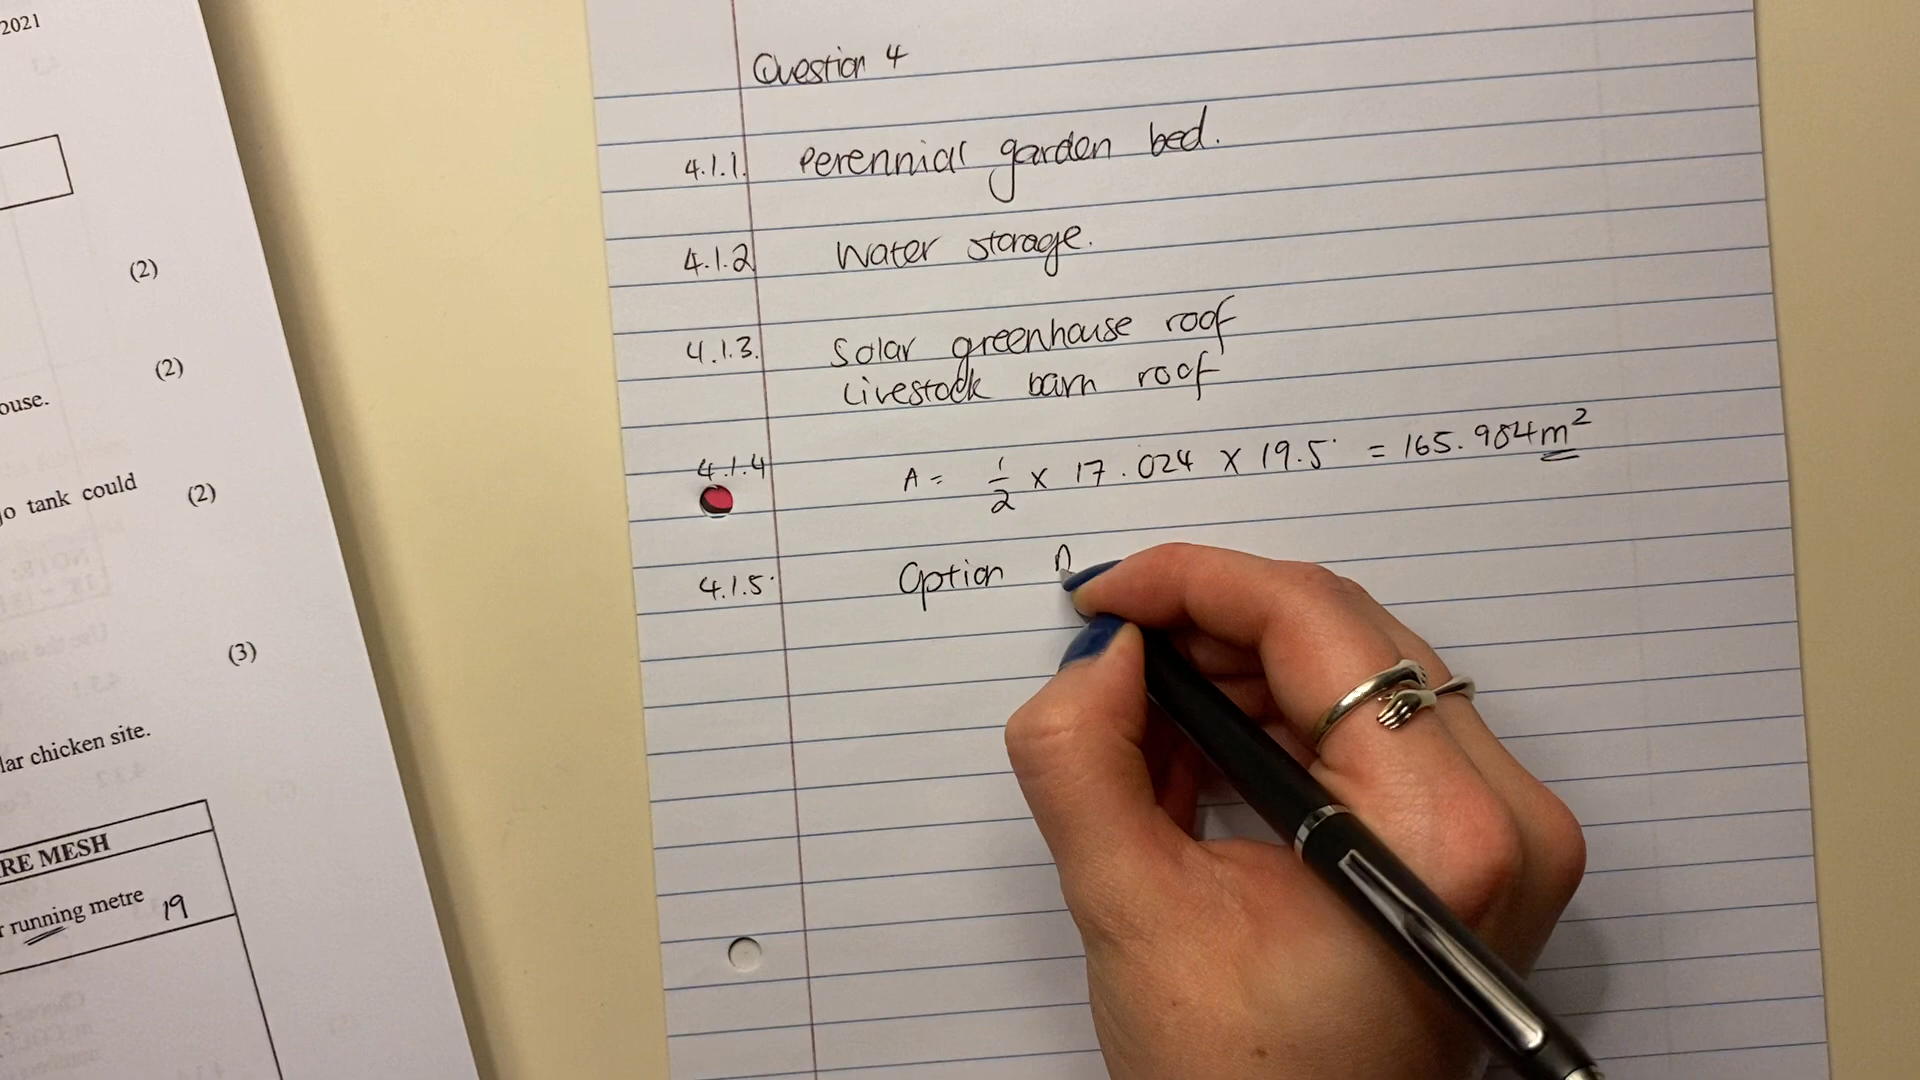 2021
(2)
(2)
ouse.
o tank could
(2)
(3)
lar chicken site.
RE MESH
r running metre 19
Question 4
4.1.1. Perennial garden bed.
4.1.2 Water storage.
4.1.3. Solar greenhouse roof
Livestock barn roof
4.1.4 A = 1/2 x 17.024 x 19.5 = 165.984m²
4.1.5. Option